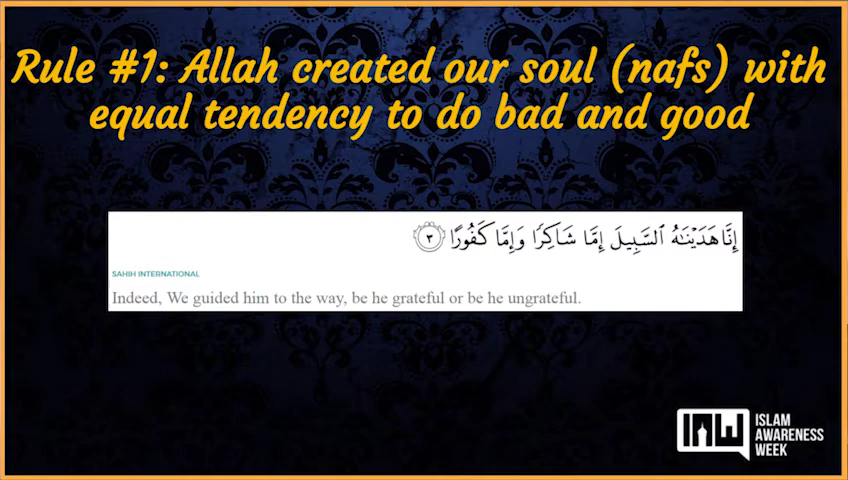 Rule #1: Allah created our soul (nafs) with
equal tendency to do bad and good
إِنَّا هَدَيْنَـٰهُ ٱلسَّبِيلَ إِمَّا شَاكِرًا وَإِمَّا كَفُورًا ٣
SAHIH INTERNATIONAL
Indeed, We guided him to the way, be he grateful or be he ungrateful.
IAW
ISLAM
AWARENESS
WEEK